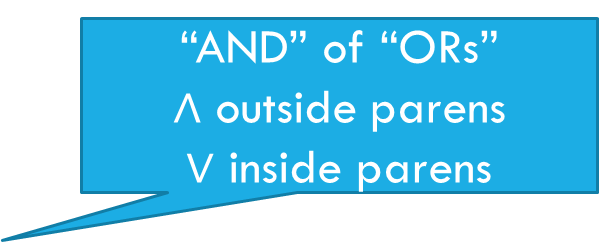 “AND” of “ORs”
Λ outside parens
V inside parens